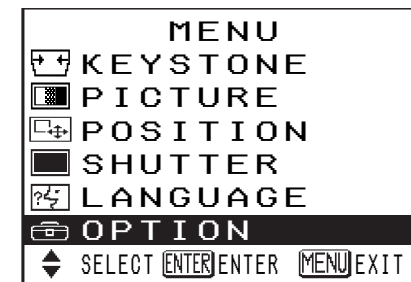 MENU
KEYSTONE
PICTURE
POSITION
SHUTTER
LANGUAGE
OPTION
SELECT ENTER ENTER MENU EXIT